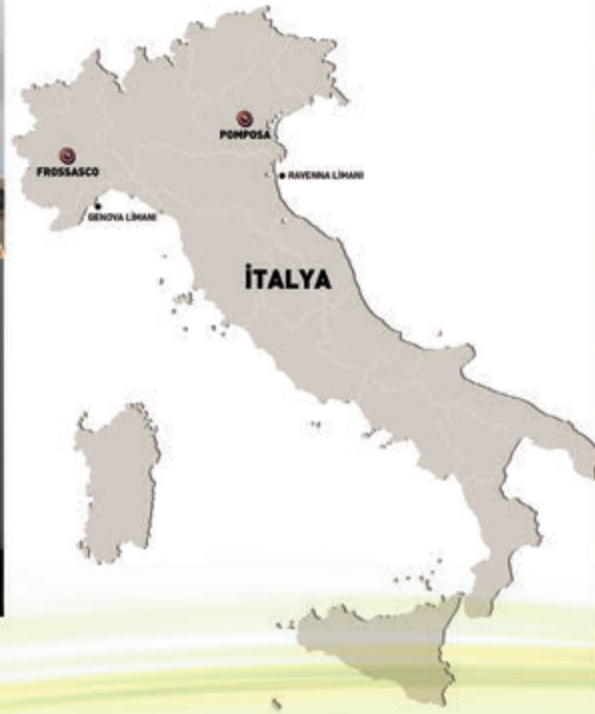 POMPOSA
FROSSASCO
RAVENNA LİMANI
GENOVA LİMANI
İTALYA